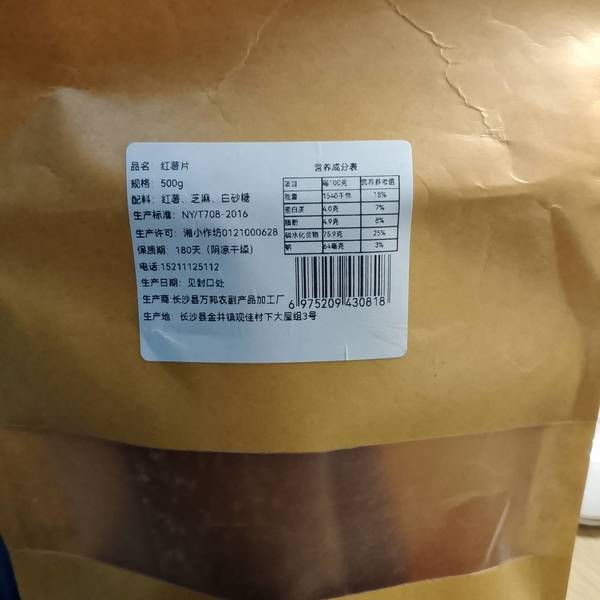 品名 红薯片
规格: 500g
配料: 红薯、芝麻、白砂糖
生产标准: NY/T708-2016
生产许可: 湘小作坊0121000628
保质期: 180天 (阴凉干燥)
电话:15211125112
生产日期: 见封口处
生产商:长沙县万邦农副产品加工厂
生产地: 长沙县金井镇观佳村下大屋组3号
营养成分表
项目 每100克 营养参考值
能量 1540千焦 18%
蛋白质 4.0克 7%
脂肪 4.9克 8%
碳水化合物 75.9克 25%
钠 64毫克 3%
6 975209 430818